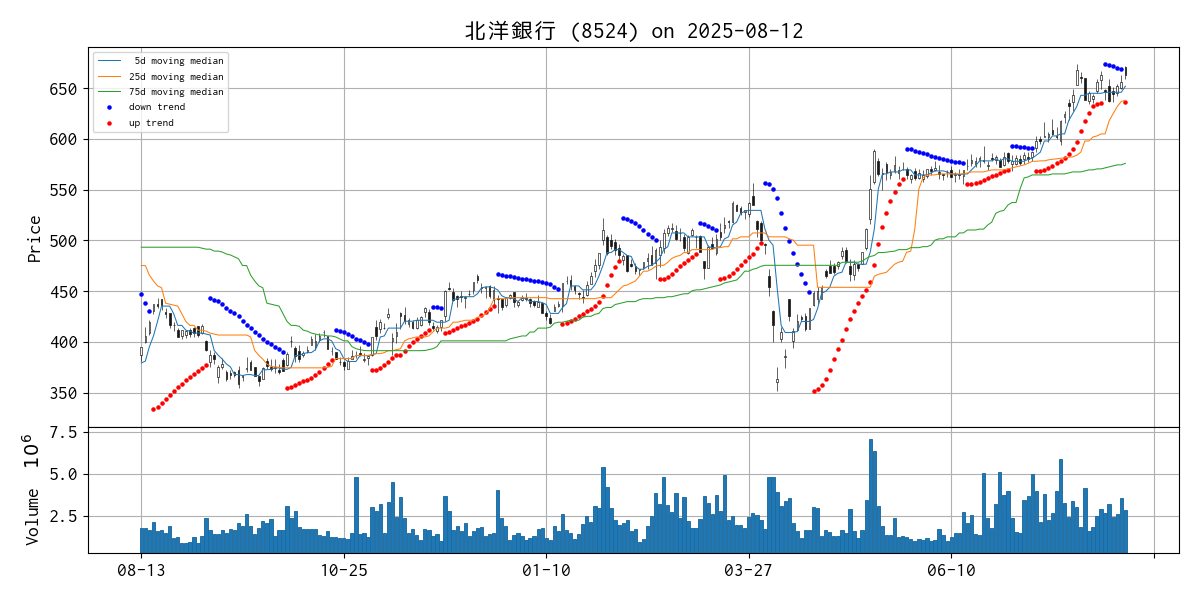 北洋銀行 (8524) on 2025-08-12
5d moving median
25d moving median
75d moving median
down trend
up trend
Price
650
600
550
500
450
400
350
Volume 10^6
7.5
5.0
2.5
08-13 10-25 01-10 03-27 06-10